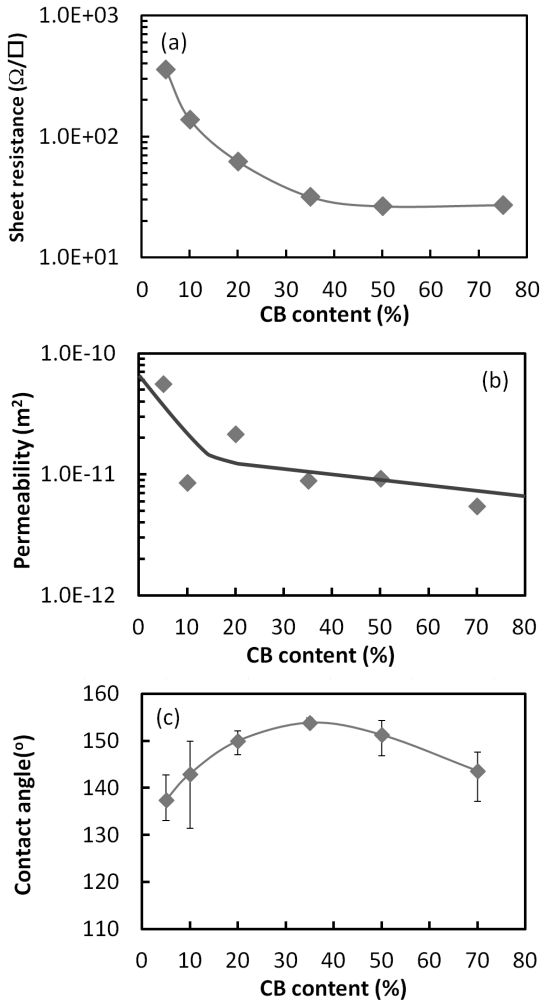 (a)
Sheet resistance (Ω/□)
1.0E+03
1.0E+02
1.0E+01
0 10 20 30 40 50 60 70 80
CB content (%)
(b)
Permeability (m²)
1.0E-10
1.0E-11
1.0E-12
0 10 20 30 40 50 60 70 80
CB content (%)
(c)
Contact angle(º)
160
150
140
130
120
110
0 10 20 30 40 50 60 70 80
CB content (%)